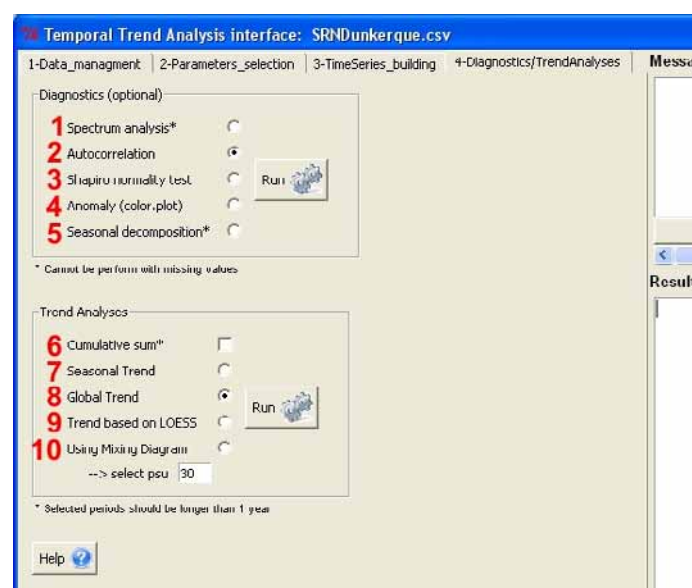 Temporal Trend Analysis interface: SRNDunkerque.csv
1-Data_managment 2-Parameters_selection 3-TimeSeries_building 4-Diagnostics/TrendAnalyses Messa
Diagnostics (optional)
1 Spectrum analysis*
2 Autocorrelation
3 Shapiro normality test
Run
4 Anomaly (color.plot)
5 Seasonal decomposition*
* Cannot be perform with missing values
Resul
Trend Analyses
6 Cumulative sum*
7 Seasonal Trend
8 Global Trend
Run
9 Trend based on LOESS
10 Using Mixing Diagram
--> select psu 30
* Selected periods should be longer than 1 year
Help